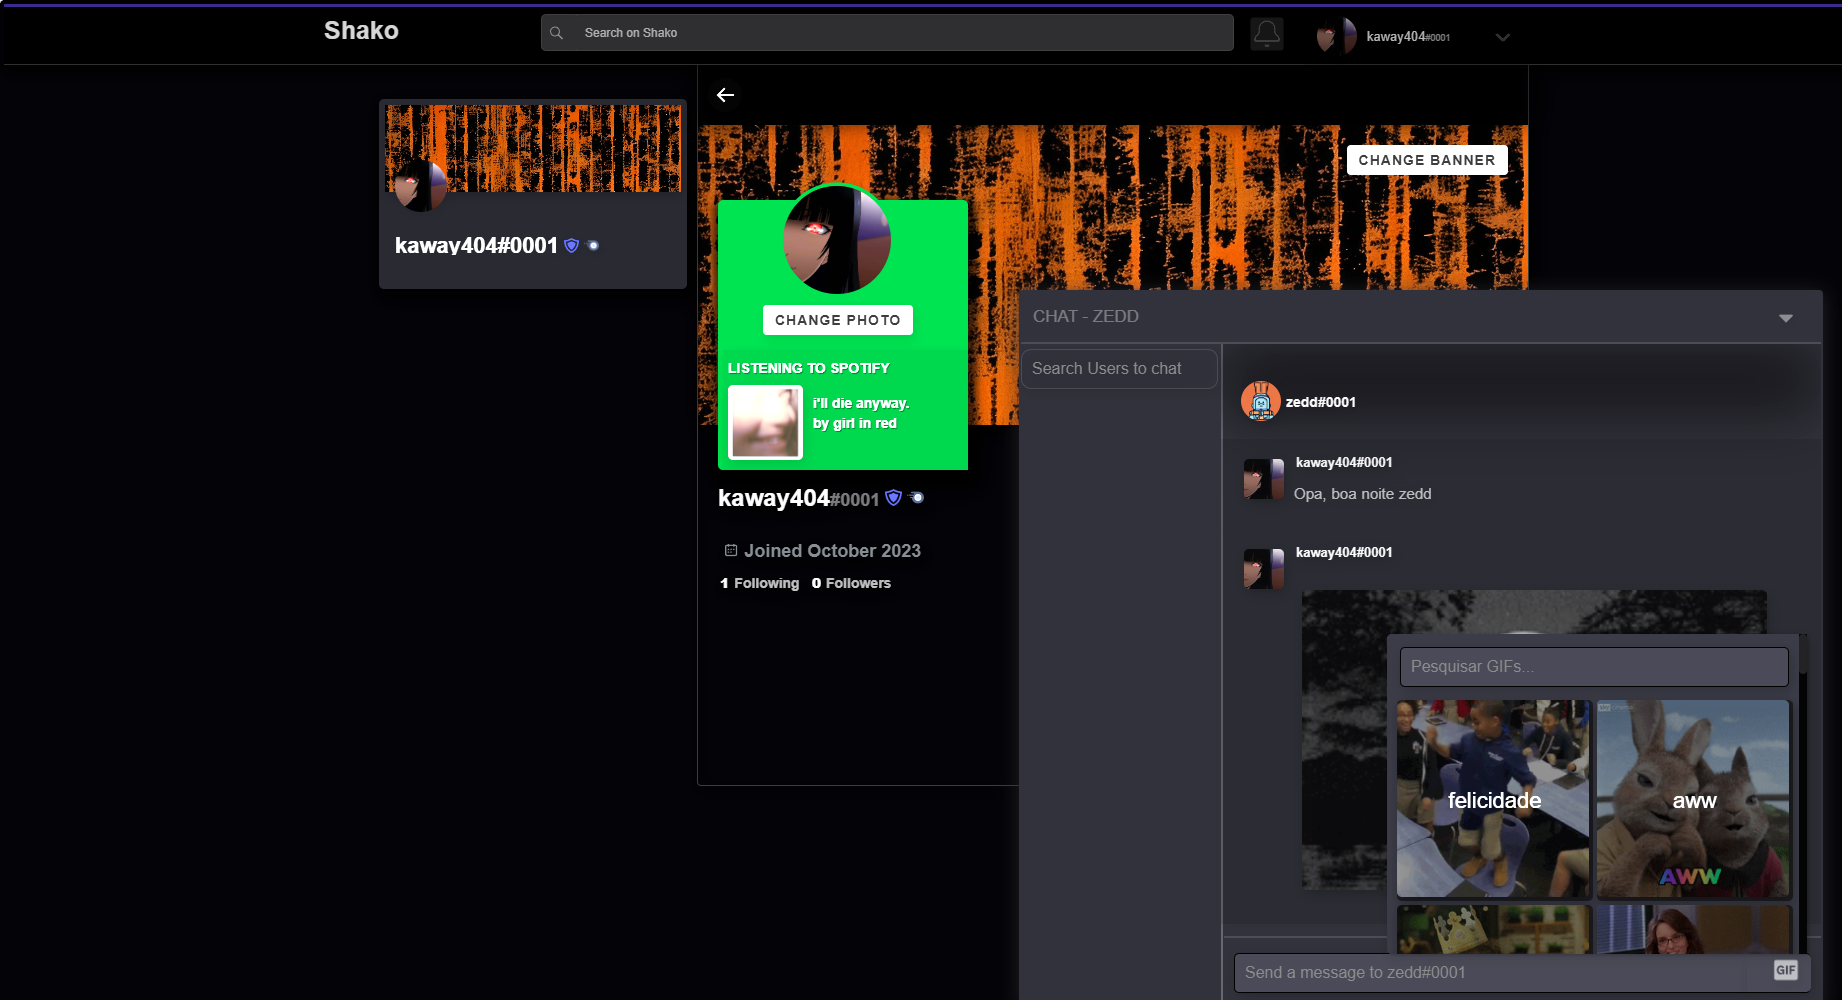 Shako
Search on Shako
kaway404#0001
kaway404#0001
CHANGE BANNER
CHANGE PHOTO
LISTENING TO SPOTIFY
i'll die anyway.
by girl in red
kaway404#0001
Joined October 2023
1 Following 0 Followers
CHAT - ZEDD
Search Users to chat
zedd#0001
kaway404#0001
Opa, boa noite zedd
kaway404#0001
Pesquisar GIFs...
felicidade
aww
AWW
Send a message to zedd#0001
GIF